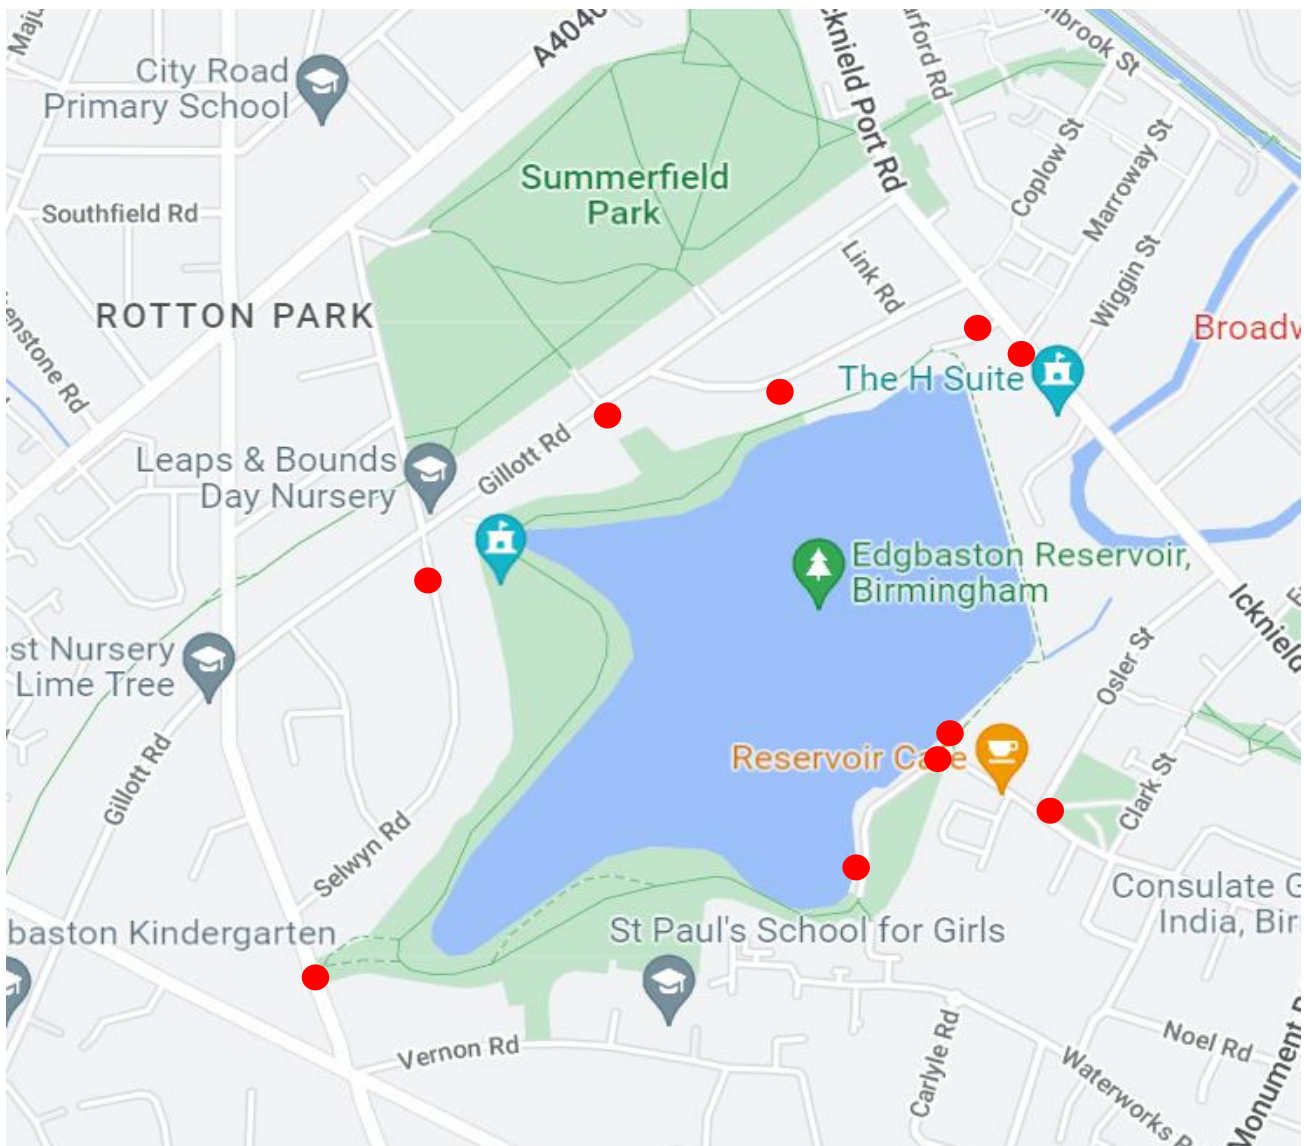 City Road
Primary School
A4040
Icknield Port Rd
Summerfield
Park
Southfield Rd
Coplow St
Marroway St
Wiggin St
Link Rd
ROTTON PARK
Broadw
The H Suite
Leaps & Bounds
Day Nursery
Gillott Rd
Edgbaston Reservoir,
Birmingham
Icknield
Osler St
st Nursery
Lime Tree
Gillott Rd
Reservoir Cafe
Clark St
Selwyn Rd
Consulate G
India, Bir
baston Kindergarten
St Paul's School for Girls
Vernon Rd
Carlyle Rd
Noel Rd
Waterworks
Monument